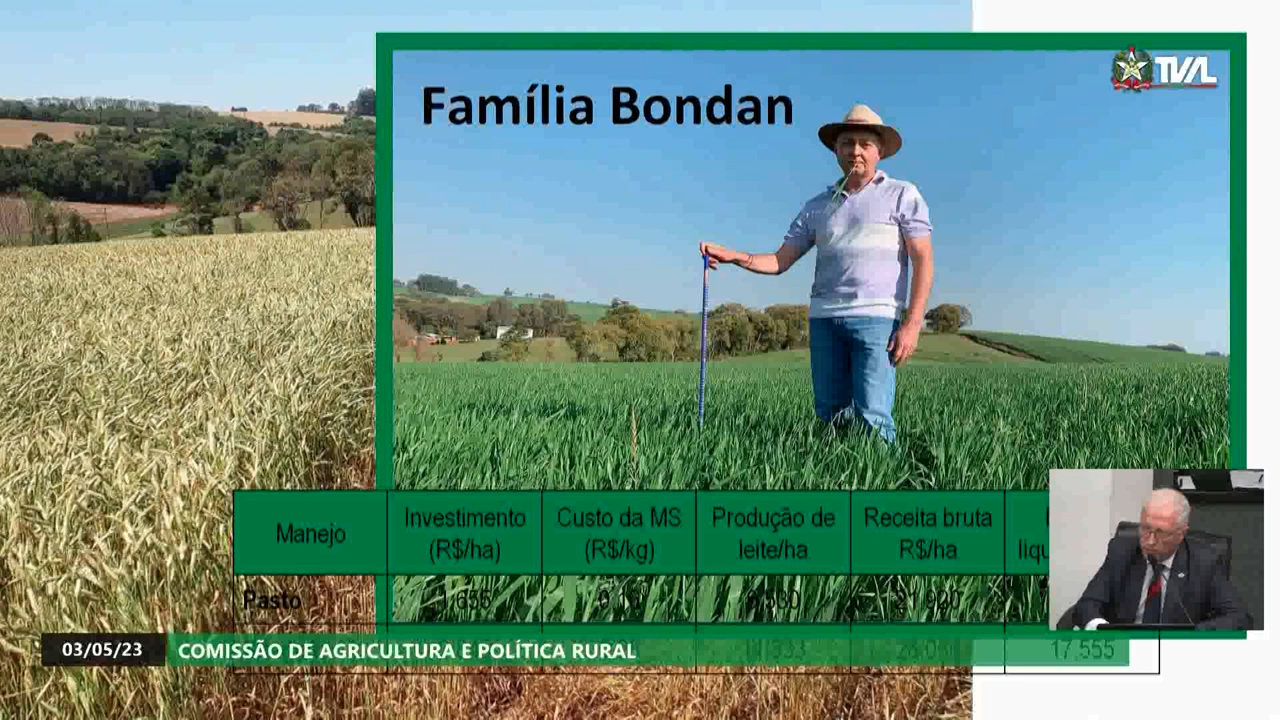 Família Bondan
TVAL
Manejo
Investimento
(R$/ha)
Custo da MS
(R$/kg)
Produção de
leite/ha
Receita bruta
R$/ha
Pasto
17.555
03/05/23
COMISSÃO DE AGRICULTURA E POLÍTICA RURAL